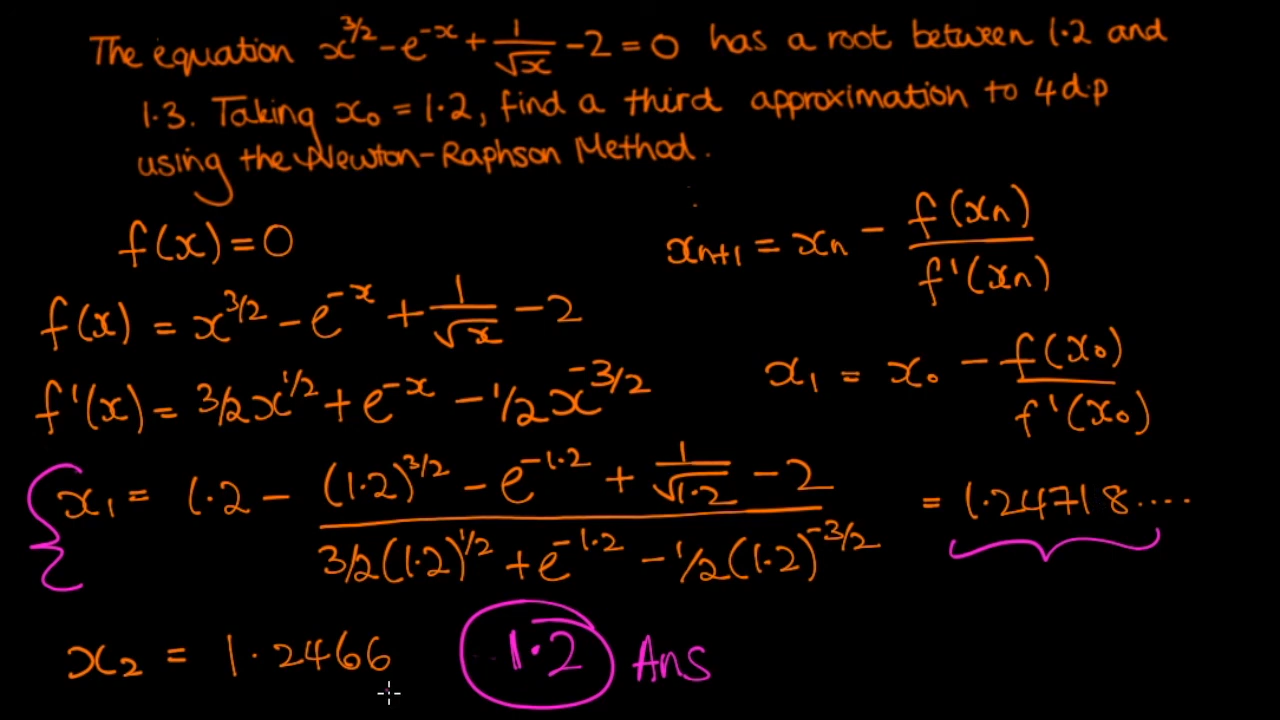 The equation x^{3/2} - e^{-x} + 1/√x - 2 = 0 has a root between 1.2 and
1.3. Taking x₀ = 1.2, find a third approximation to 4d.p
using the Newton-Raphson Method.
f(x) = 0
x_{n+1} = x_n - f(x_n)/f'(x_n)
f(x) = x^{3/2} - e^{-x} + 1/√x - 2
x₁ = x₀ - f(x₀)/f'(x₀)
f'(x) = 3/2x^{1/2} + e^{-x} - 1/2x^{-3/2}
x₁ = 1.2 - ((1.2)^{3/2} - e^{-1.2} + 1/√1.2 - 2)/(3/2(1.2)^{1/2} + e^{-1.2} - 1/2(1.2)^{-3/2}) = 1.24718....
x₂ = 1.2466 1.2 Ans